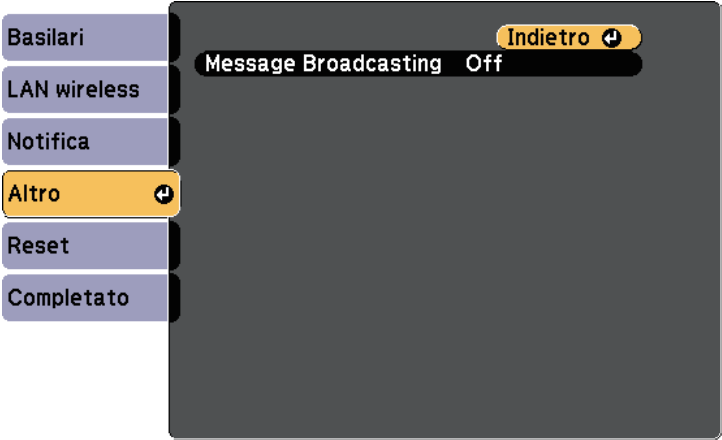 Basilari
LAN wireless
Notifica
Altro
Reset
Completato
Indietro
Message Broadcasting Off